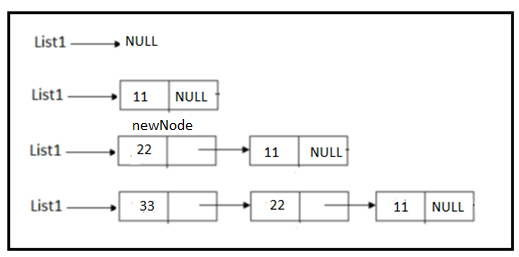 List1 NULL
List1 11 NULL
newNode
List1 22 11 NULL
List1 33 22 11 NULL